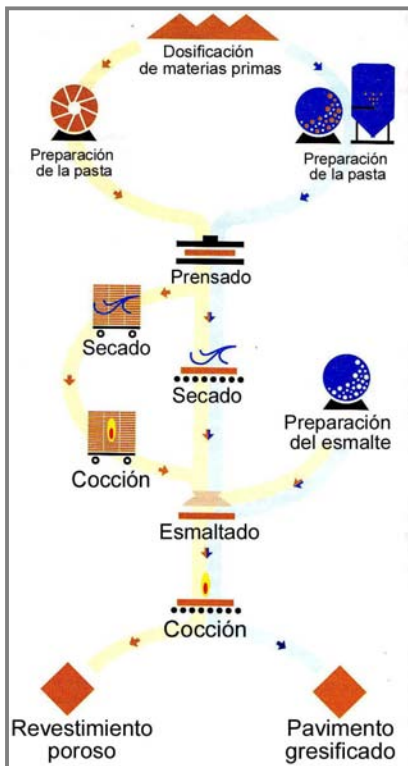 Dosificación
de materias primas
Preparación
de la pasta
Preparación
de la pasta
Prensado
Secado
Secado
Preparación
del esmalte
Cocción
Esmaltado
Cocción
Revestimiento
poroso
Pavimento
gresificado